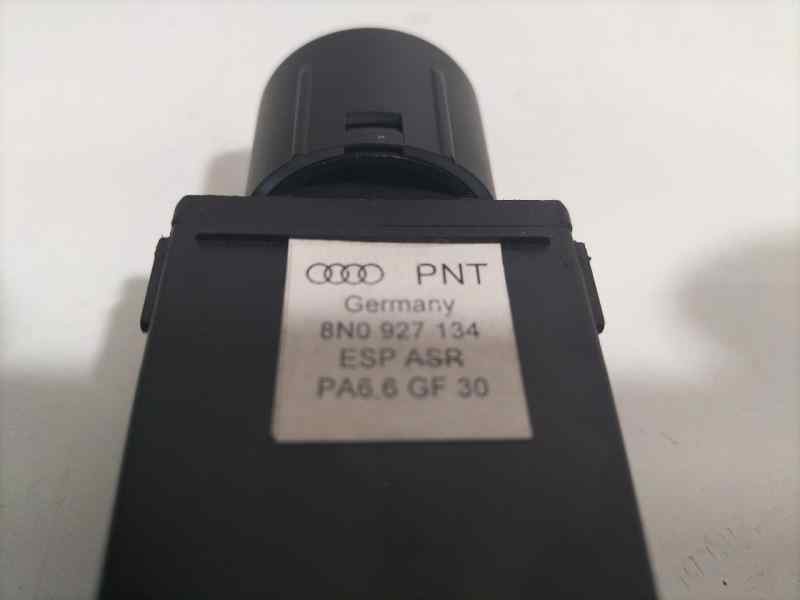 PNT
Germany
8N0 927 134
ESP ASR
PA6.6 GF 30